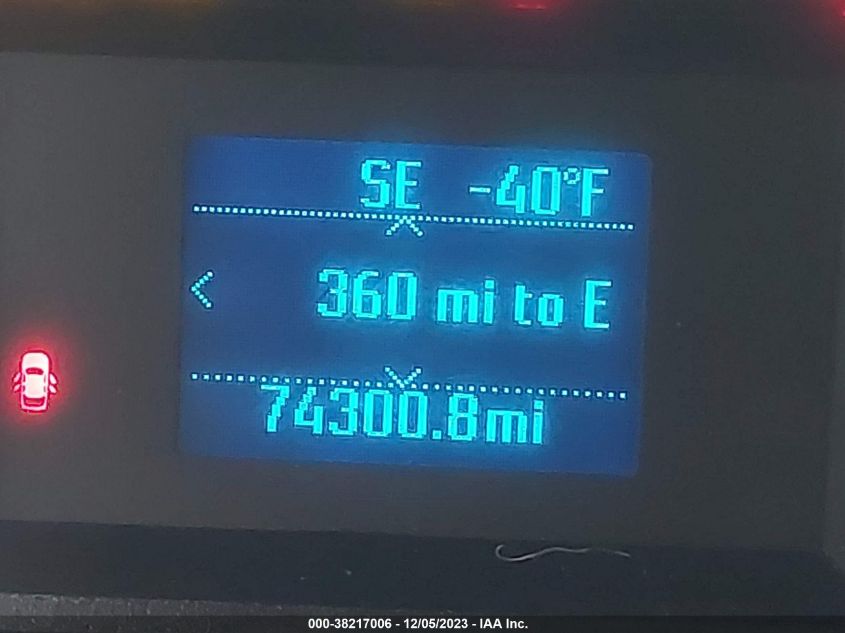 SE -40°F
360 mi to E
74300.8mi
000-38217006 - 12/05/2023 - IAA Inc.